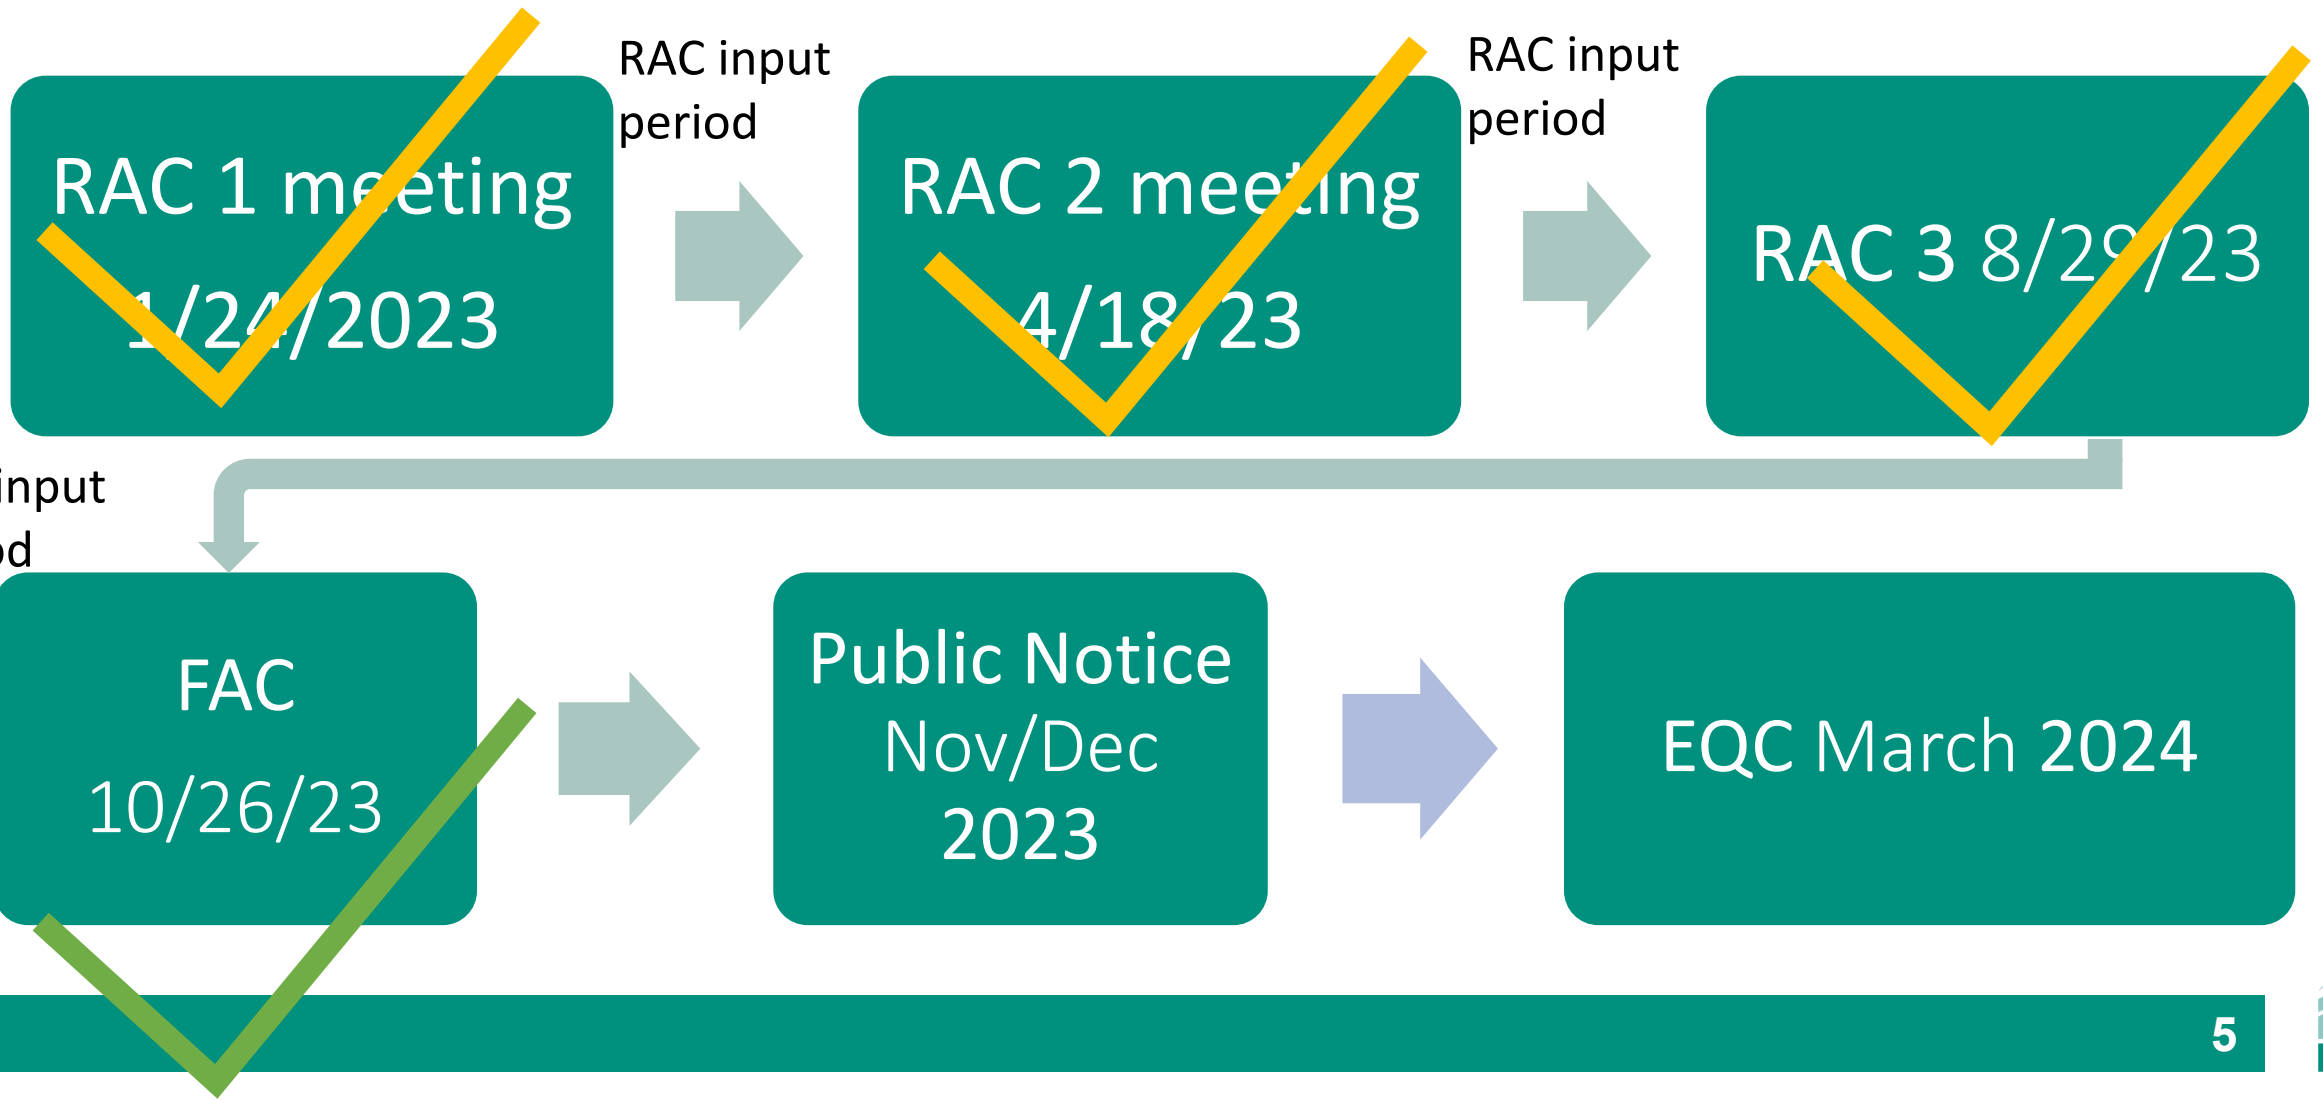 RAC input
period
RAC input
period
RAC 1 meeting
1/24/2023
RAC 2 meeting
4/18/23
RAC 3 8/29/23
input
FAC
10/26/23
Public Notice
Nov/Dec
2023
EQC March 2024
5